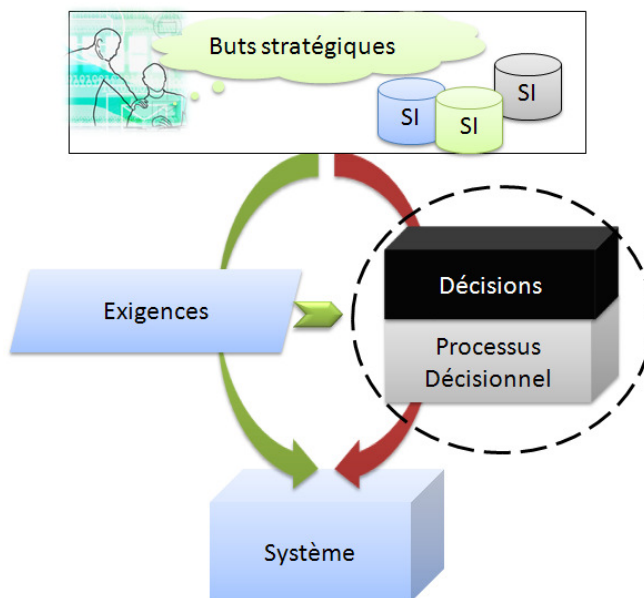 Buts stratégiques
SI
SI
SI
Exigences
Décisions
Processus
Décisionnel
Système